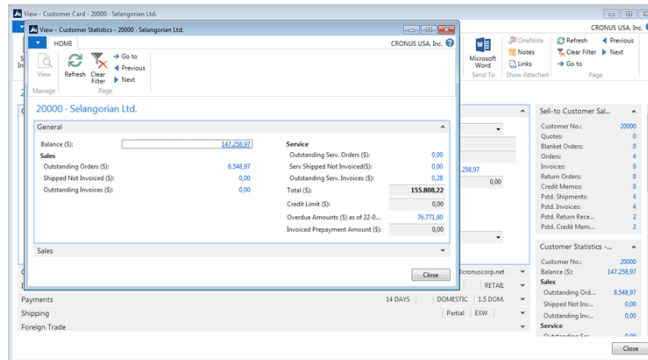 View - Customer Card - 20000 - Selangorian Ltd.
CRONUS USA, Inc.
View - Customer Statistics - 20000 - Selangorian Ltd.
HOME
CRONUS USA, Inc.
View
Refresh
Clear Filter
Go to
Previous
Next
Manage
Page
Microsoft Word
Send To
OneNote
Notes
Links
Show Attached
Refresh
Clear Filter
Go to
Previous
Next
Page
20000 · Selangorian Ltd.
General
Balance ($): 147.258,97
Sales
Outstanding Orders ($): 8.548,97
Shipped Not Invoiced ($): 0,00
Outstanding Invoices ($): 0,00
Service
Outstanding Serv. Orders ($): 0,00
Serv Shipped Not Invoiced($): 0,00
Outstanding Serv. Invoices ($): 0,28
Total ($): 155.808,22
Credit Limit ($): 0,00
Overdue Amounts ($) as of 22-0... 76.771,80
Invoiced Prepayment Amount ($): 0,00
Sales
Close
.258,97
0,00
@cronuscorp.net
RETAIL
Payments 14 DAYS DOMESTIC 1.5 DOM.
Shipping Partial EXW
Foreign Trade
Sell-to Customer Sal...
Customer No.: 20000
Quotes: 0
Blanket Orders: 0
Orders: 4
Invoices: 0
Return Orders: 0
Credit Memos: 0
Pstd. Shipments: 4
Pstd. Invoices: 4
Pstd. Return Rece... 2
Pstd. Credit Mem... 2
Customer Statistics -...
Customer No.: 20000
Balance ($): 147.258,97
Sales
Outstanding Ord... 8.548,97
Shipped Not Inv... 0,00
Outstanding Inv... 0,00
Service
Close